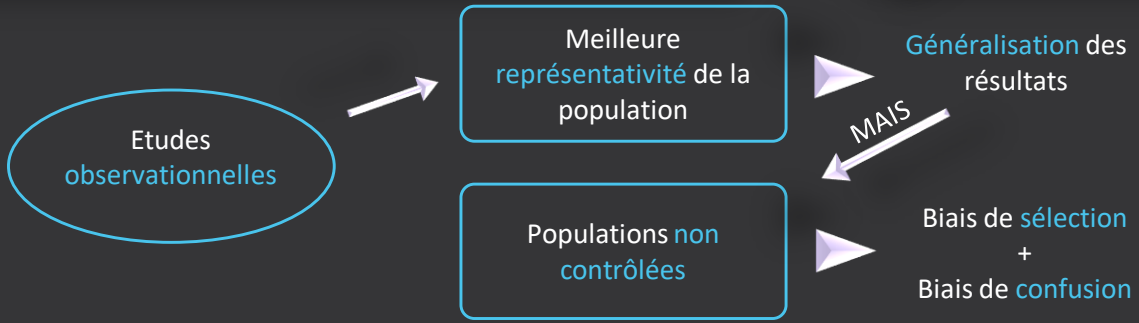 Etudes
observationnelles
Meilleure
représentativité de la
population
Généralisation des
résultats
MAIS
Populations non
contrôlées
Biais de sélection
+
Biais de confusion